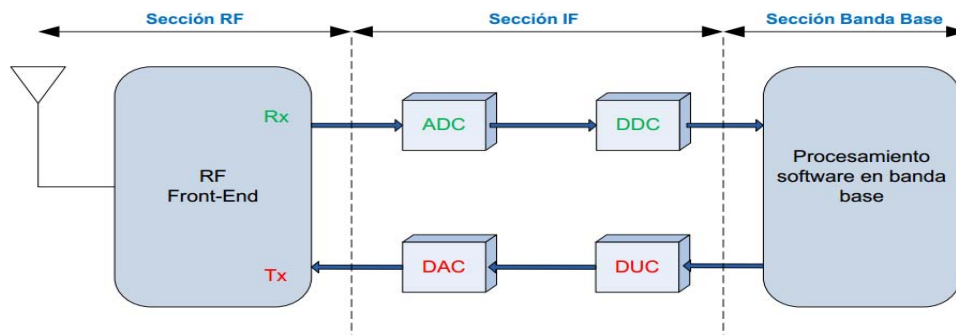 Sección RF
Sección IF
Sección Banda Base
Rx
ADC
DDC
RF
Front-End
Procesamiento
software en banda
base
Tx
DAC
DUC